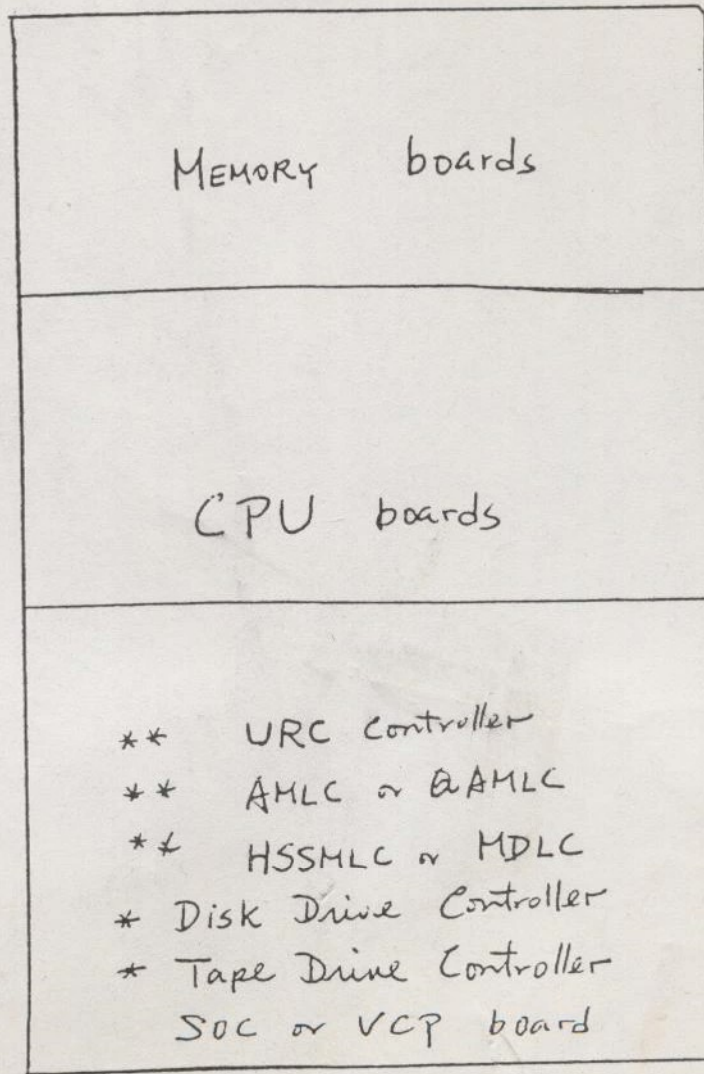 MEMORY boards
CPU boards
** URC Controller
** AMLC or QAMLC
** HSSMLC or MDLC
* Disk Drive Controller
* Tape Drive Controller
SOC or VCP board